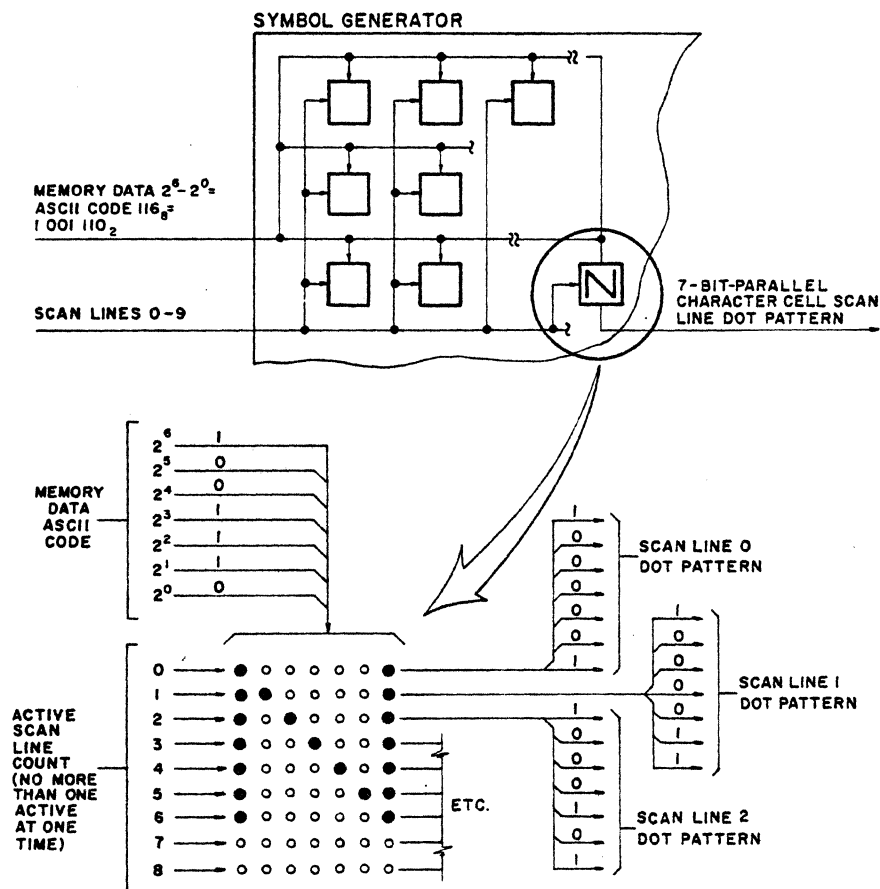 SYMBOL GENERATOR
MEMORY DATA 2⁶-2⁰=
ASCII CODE 116₈=
1 001 110₂
SCAN LINES 0-9
N
7-BIT-PARALLEL
CHARACTER CELL SCAN
LINE DOT PATTERN
MEMORY
DATA
ASCII
CODE
2⁶ 1
2⁵ 0
2⁴ 0
2³ 1
2² 1
2¹ 1
2⁰ 0
1
0
0
0
0
0
1
SCAN LINE 0
DOT PATTERN
1
0
0
0
0
1
1
SCAN LINE 1
DOT PATTERN
ACTIVE
SCAN
LINE
COUNT
(NO MORE
THAN ONE
ACTIVE
AT ONE
TIME)
0
1
2
3
4
5
6
7
8
ETC.
1
0
0
0
1
0
1
SCAN LINE 2
DOT PATTERN